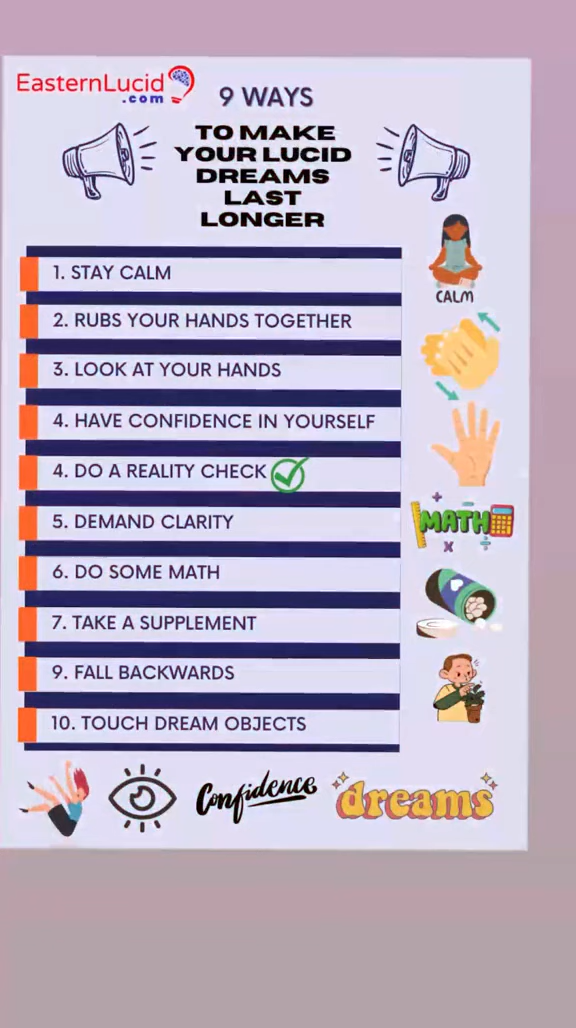 EasternLucid
.com
9 WAYS
TO MAKE
YOUR LUCID
DREAMS
LAST
LONGER
1. STAY CALM
CALM
2. RUBS YOUR HANDS TOGETHER
3. LOOK AT YOUR HANDS
4. HAVE CONFIDENCE IN YOURSELF
4. DO A REALITY CHECK
5. DEMAND CLARITY
MATH
6. DO SOME MATH
7. TAKE A SUPPLEMENT
9. FALL BACKWARDS
10. TOUCH DREAM OBJECTS
Confidence
dreams